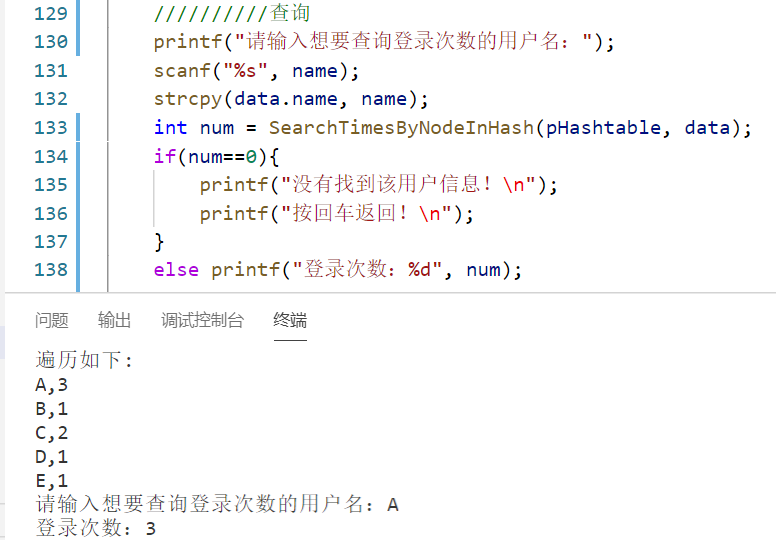 129 //////////查询
130 printf("请输入想要查询登录次数的用户名：");
131 scanf("%s", name);
132 strcpy(data.name, name);
133 int num = SearchTimesByNodeInHash(pHashtable, data);
134 if(num==0){
135 printf("没有找到该用户信息！\n");
136 printf("按回车返回！\n");
137 }
138 else printf("登录次数：%d", num);
问题 输出 调试控制台 终端
遍历如下：
A,3
B,1
C,2
D,1
E,1
请输入想要查询登录次数的用户名：A
登录次数：3